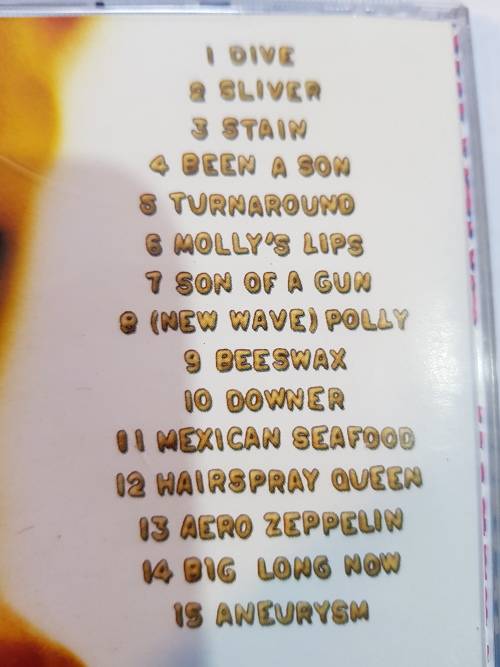 1 DIVE
2 SLIVER
3 STAIN
4 BEEN A SON
5 TURNAROUND
6 MOLLY'S LIPS
7 SON OF A GUN
8 (NEW WAVE) POLLY
9 BEESWAX
10 DOWNER
11 MEXICAN SEAFOOD
12 HAIRSPRAY QUEEN
13 AERO ZEPPELIN
14 BIG LONG NOW
15 ANEURYSM